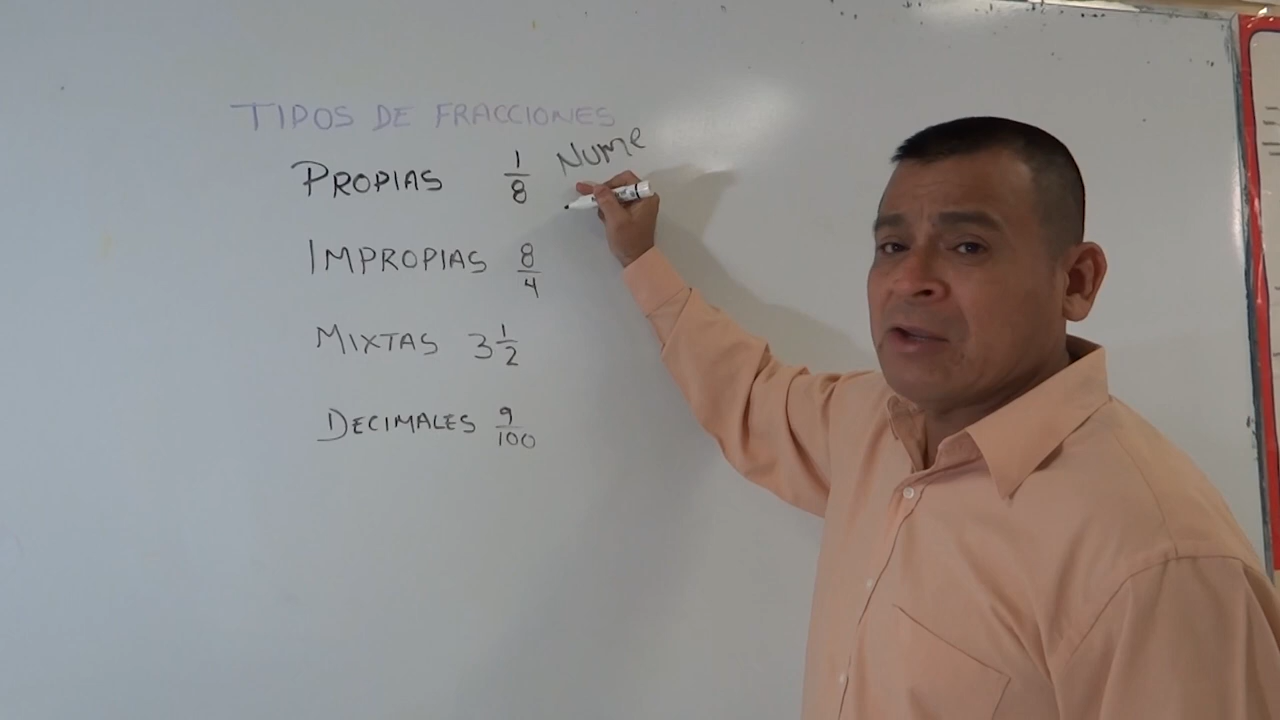 TIPOS DE FRACCIONES
PROPIAS 1/8 Nume
IMPROPIAS 8/4
MIXTAS 3 1/2
DECIMALES 9/100